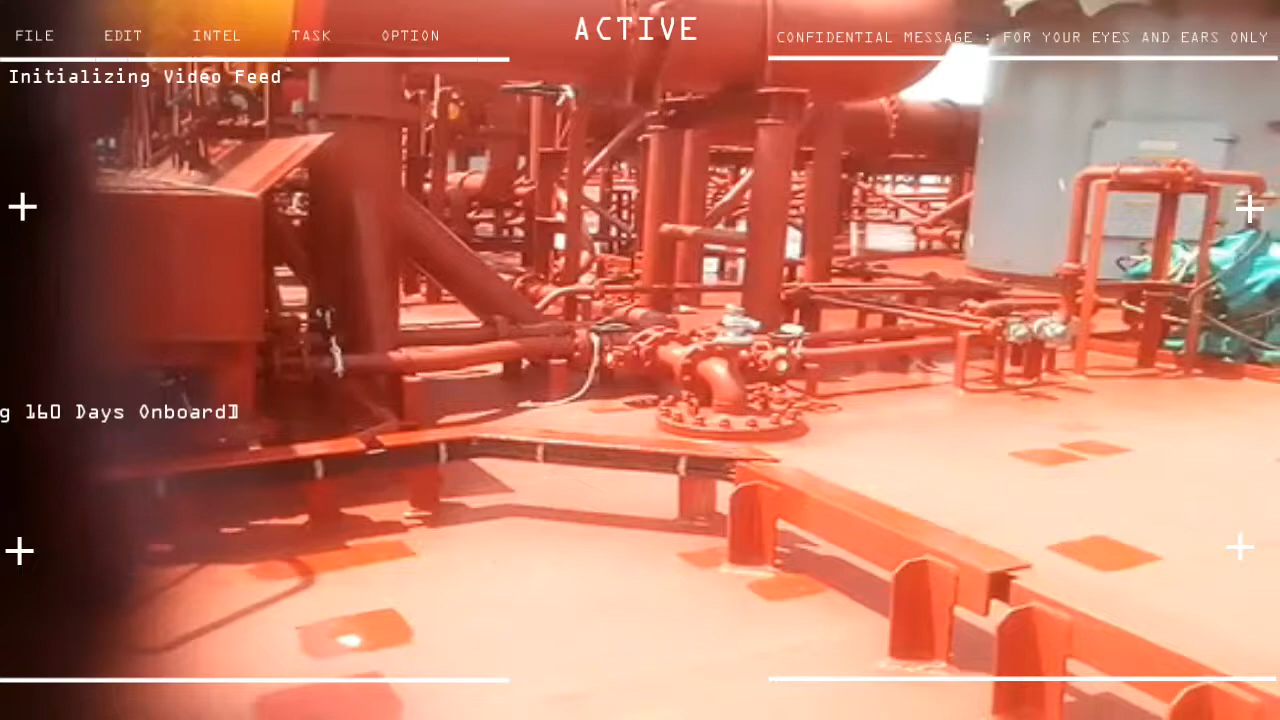 FILE EDIT INTEL TASK OPTION
ACTIVE
CONFIDENTIAL MESSAGE : FOR YOUR EYES AND EARS ONLY
Initializing Video Feed
g 160 Days Onboard]